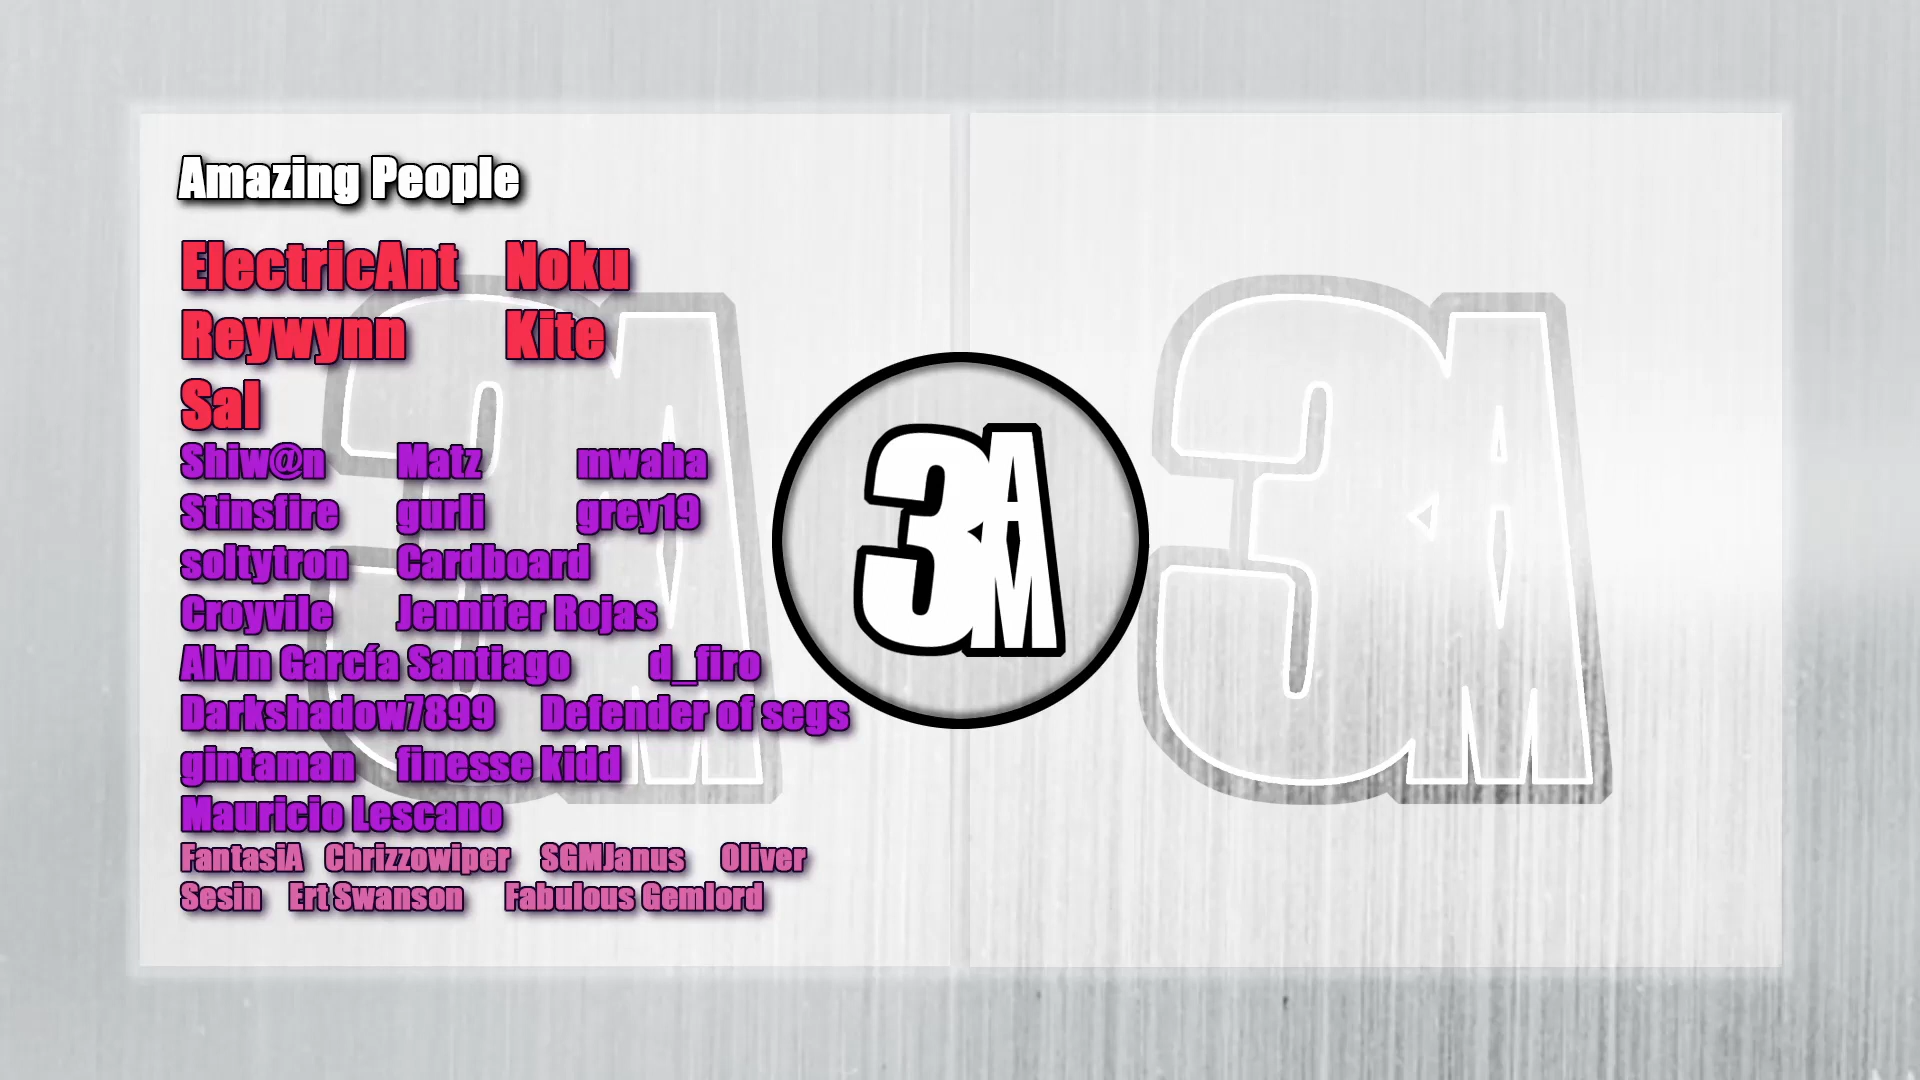 Amazing People
ElectricAnt Noku
Reywynn Kite
Sal
Shiw@n Matz mwaha
Stinsfire gurli grey19
soltytron Cardboard
Croyvile Jennifer Rojas
Alvin García Santiago d_firo
Darkshadow7899 Defender of segs
gintaman finesse kidd
Mauricio Lescano
FantasiA Chrizzowiper SGMJanus Oliver
Sesin Ert Swanson Fabulous Gemlord
3AM
3AM
3AM